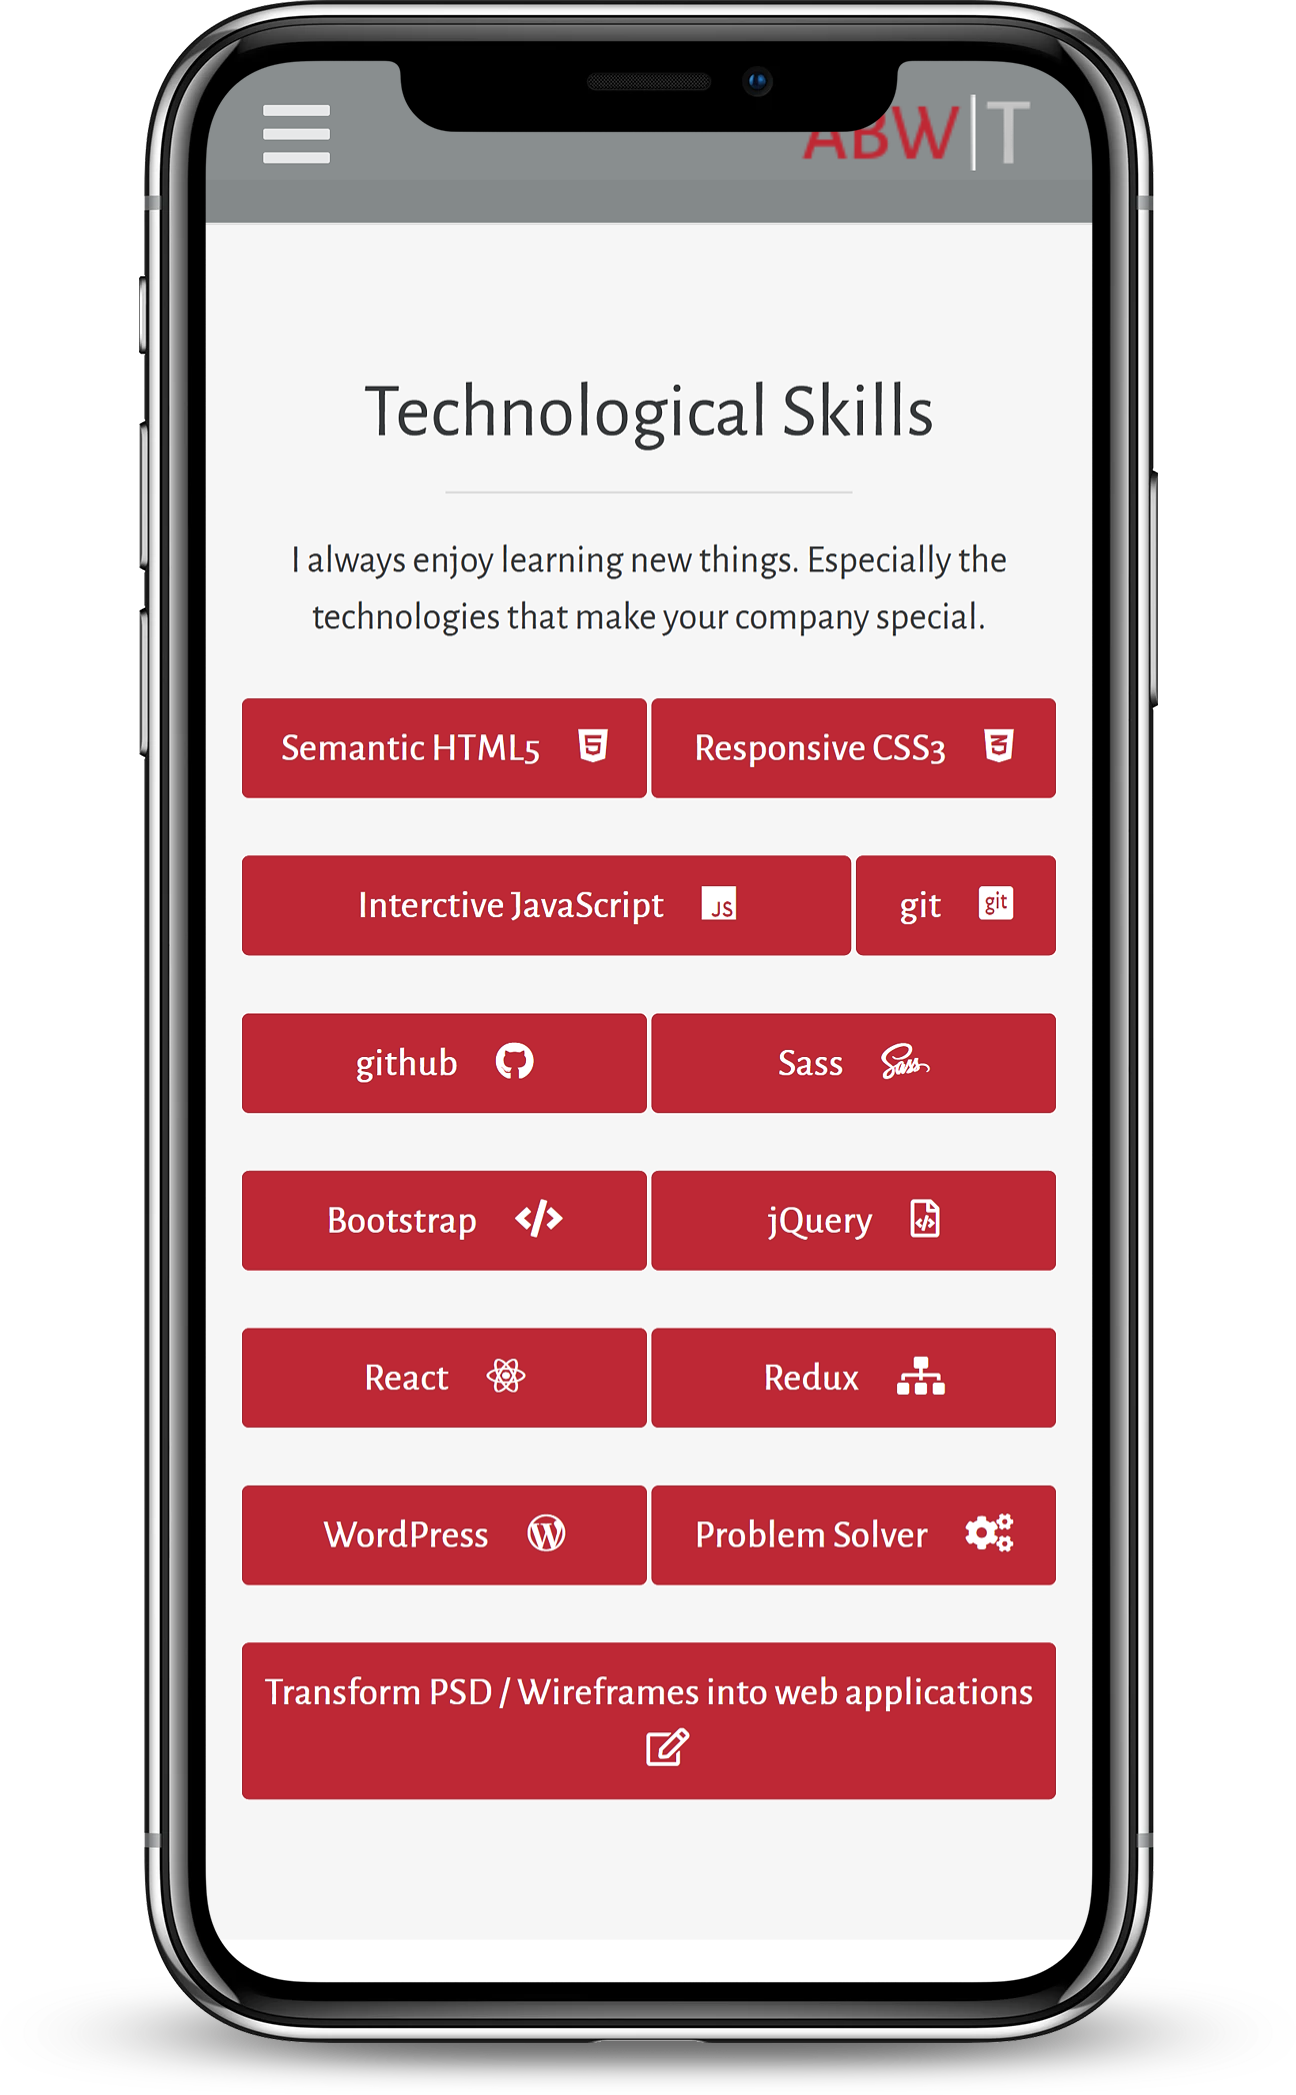 ABW|T
Technological Skills
I always enjoy learning new things. Especially the
technologies that make your company special.
Semantic HTML5
Responsive CSS3
Interctive JavaScript JS
git git
github
Sass Sass
Bootstrap
jQuery
React
Redux
WordPress
Problem Solver
Transform PSD / Wireframes into web applications